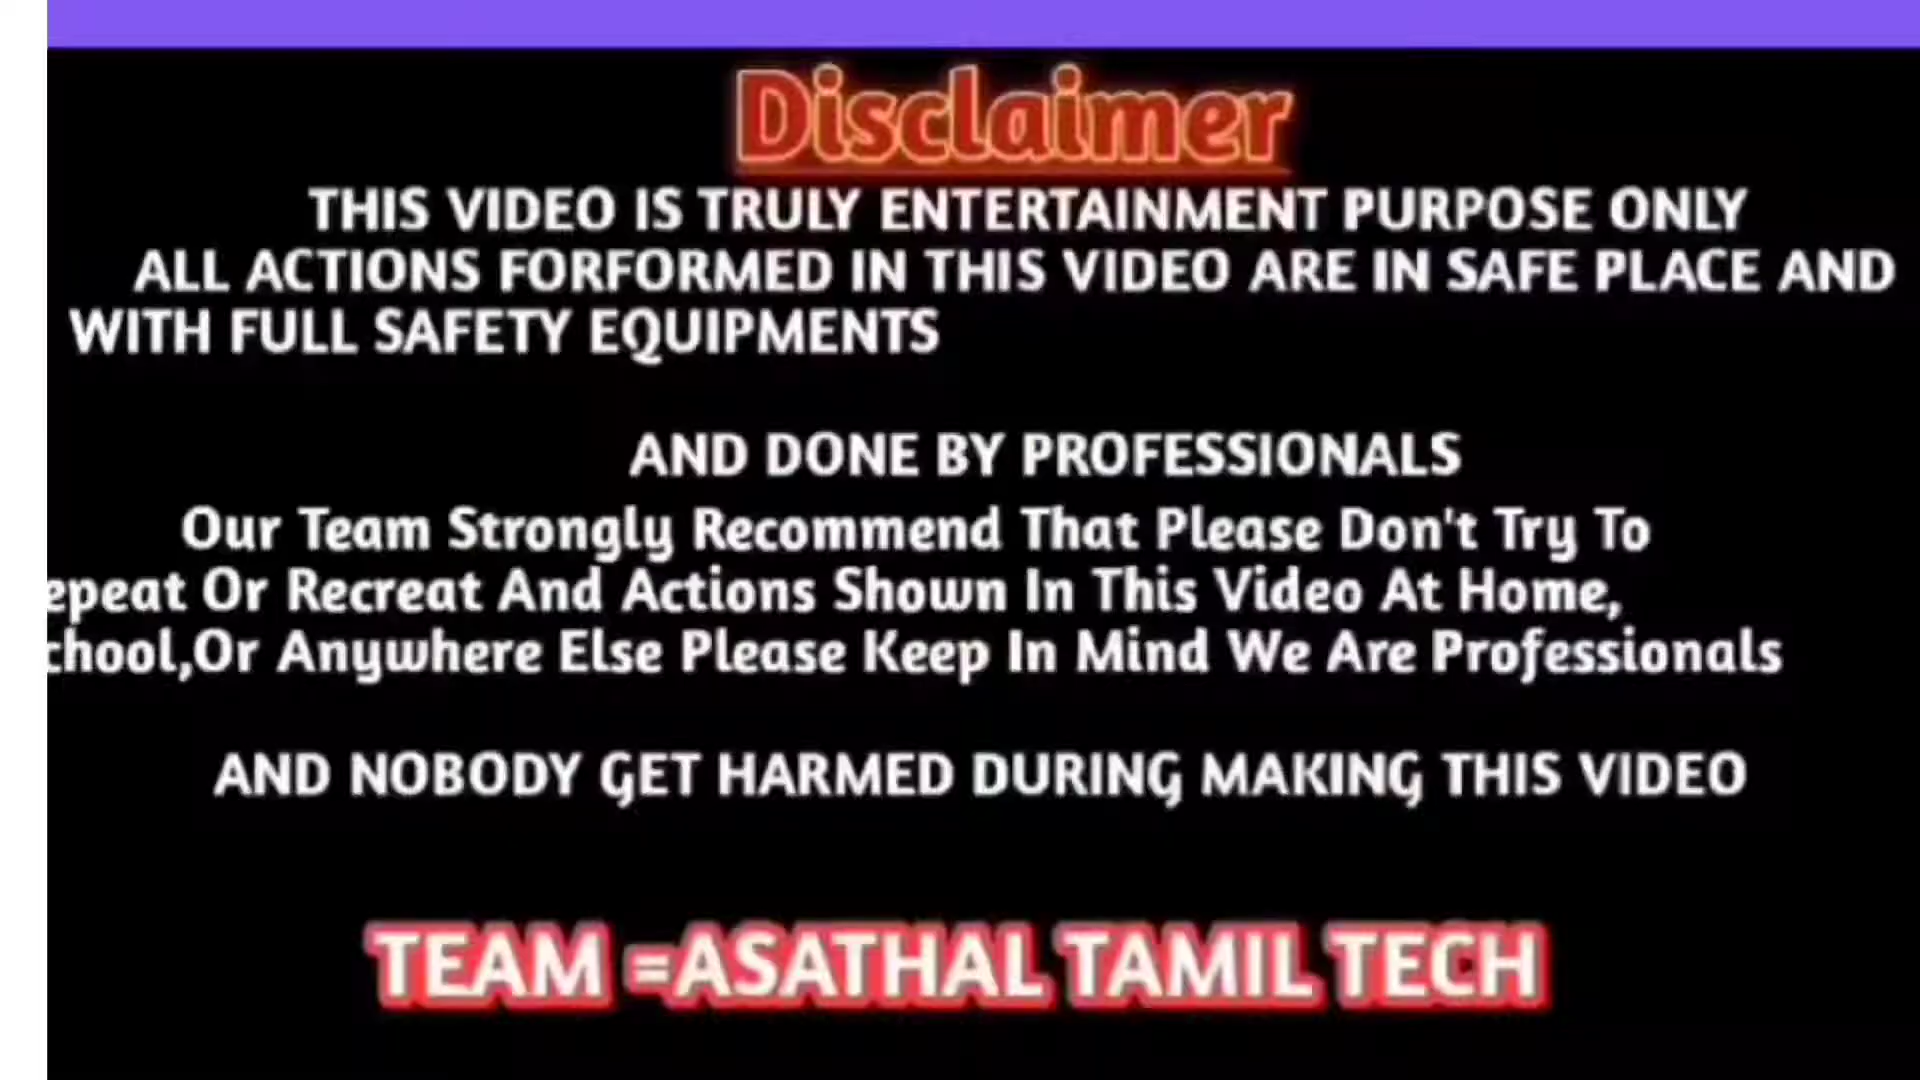 Disclaimer
THIS VIDEO IS TRULY ENTERTAINMENT PURPOSE ONLY
ALL ACTIONS FORFORMED IN THIS VIDEO ARE IN SAFE PLACE AND
WITH FULL SAFETY EQUIPMENTS
AND DONE BY PROFESSIONALS
Our Team Strongly Recommend That Please Don't Try To
epeat Or Recreat And Actions Shown In This Video At Home,
chool,Or Anywhere Else Please Keep In Mind We Are Professionals
AND NOBODY GET HARMED DURING MAKING THIS VIDEO
TEAM =ASATHAL TAMIL TECH